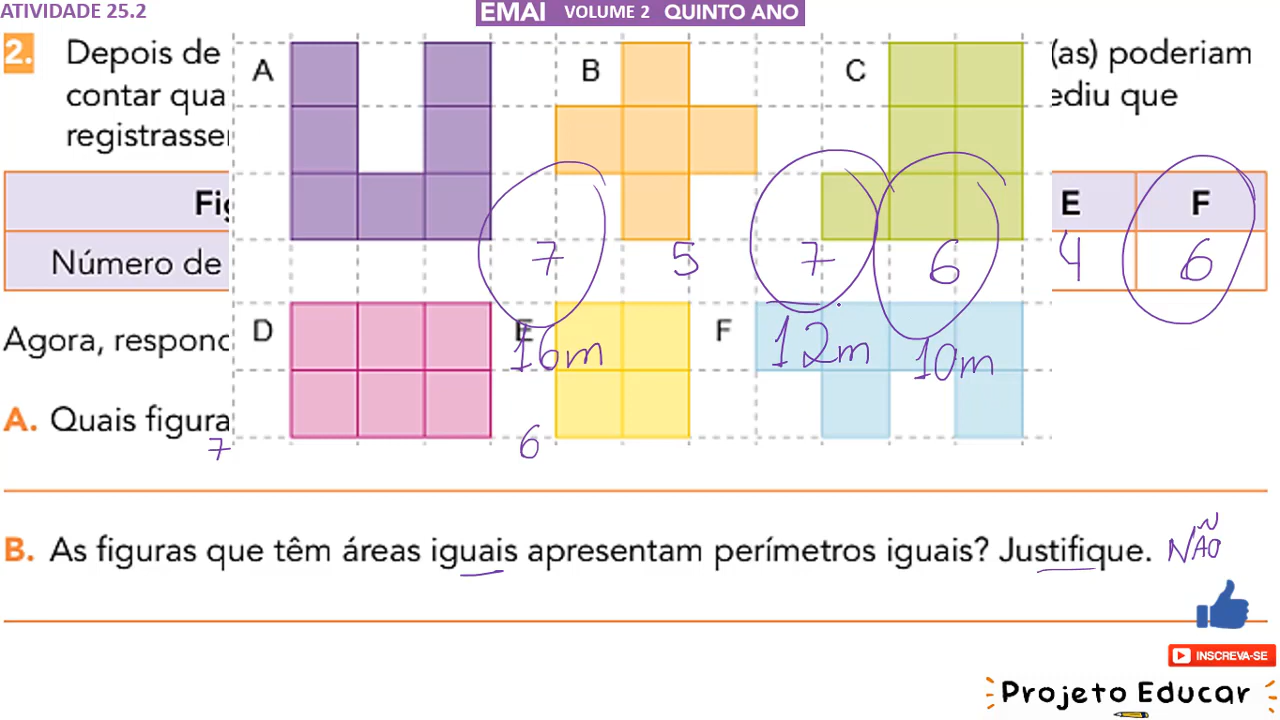 ATIVIDADE 25.2
EMAI VOLUME 2 QUINTO ANO
2. Depois de (as) poderiam
contar qua ediu que
registrasse
A B C
Fig E F
Número de 7 5 7 6 4 6
Agora, respond D E F
16m 12m 10m
A. Quais figura
7 6
B. As figuras que têm áreas iguais apresentam perímetros iguais? Justifique. NÃO
INSCREVA-SE
Projeto Educar